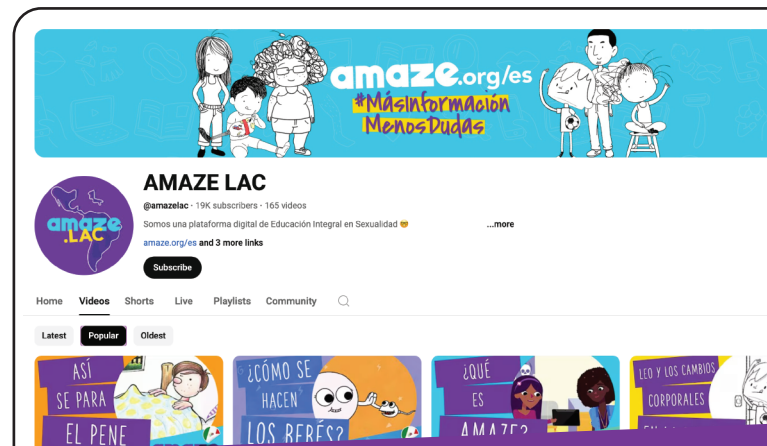 amaze.org/es
#MásInformación
MenosDudas
amaze
.LAC
AMAZE LAC
@amazelac · 19K subscribers · 165 videos
Somos una plataforma digital de Educación Integral en Sexualidad 🤓 ...more
amaze.org/es and 3 more links
Subscribe
Home Videos Shorts Live Playlists Community
Latest Popular Oldest
ASÍ
SE PARA
EL PENE
¿CÓMO SE
HACEN
LOS BEBÉS?
¿QUÉ
ES
AMAZE?
LEO Y LOS CAMBIOS
CORPORALES